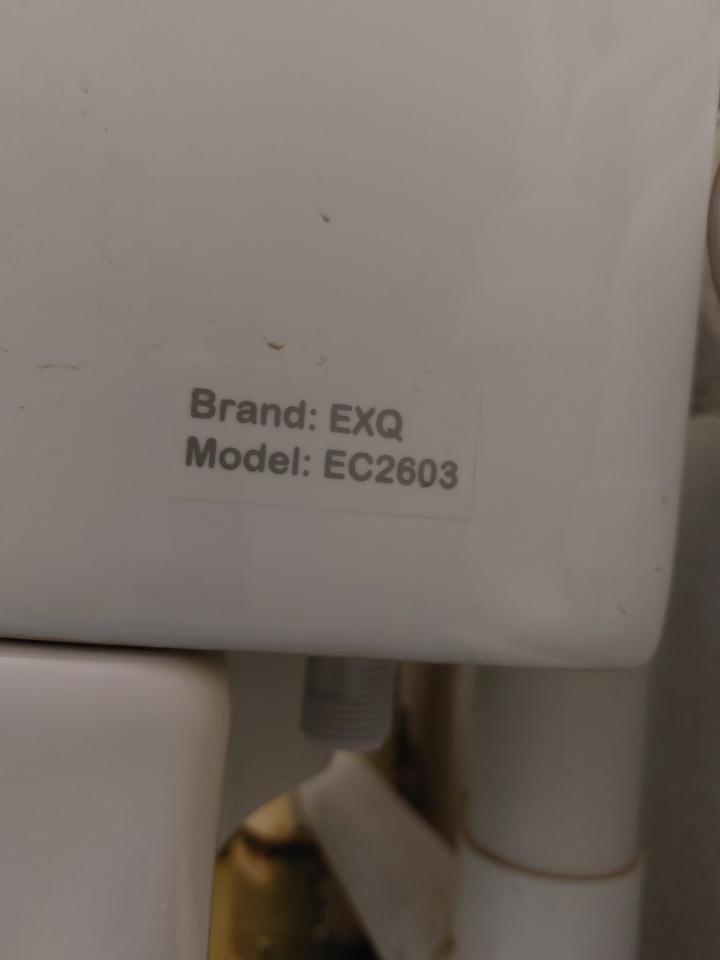 Brand: EXQ
Model: EC2603